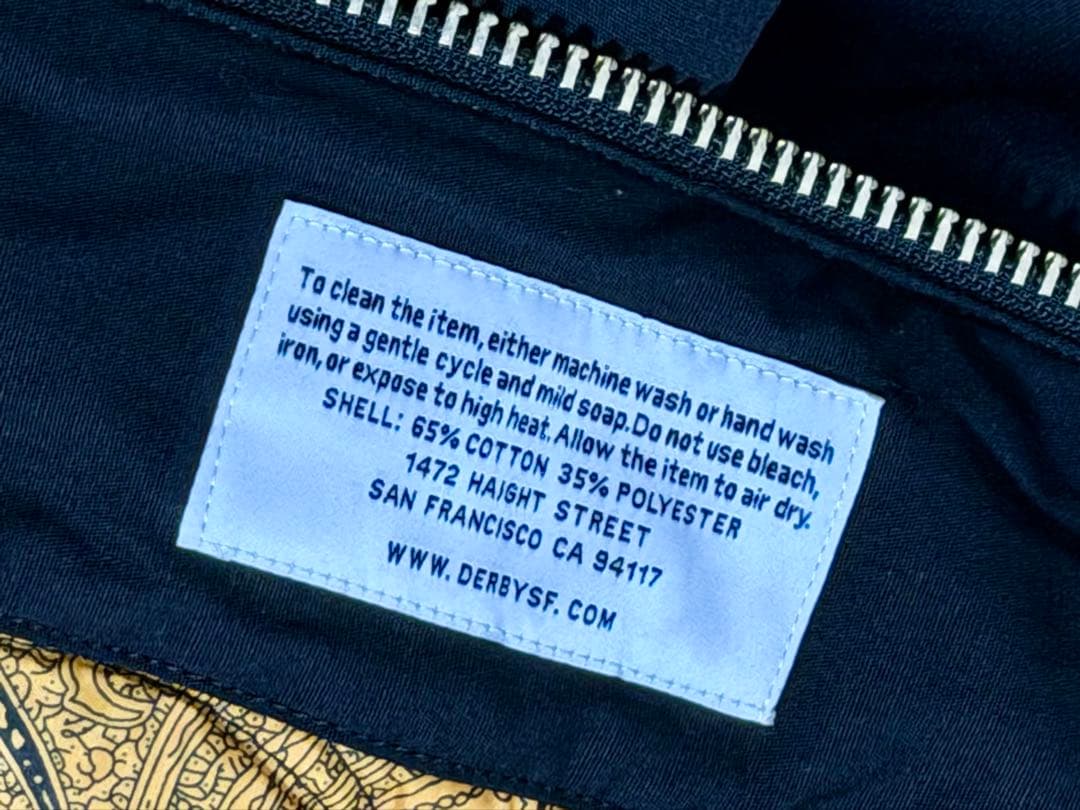 To clean the item, either machine wash or hand wash
using a gentle cycle and mild soap. Do not use bleach,
iron, or expose to high heat. Allow the item to air dry.
SHELL: 65% COTTON 35% POLYESTER
1472 HAIGHT STREET
SAN FRANCISCO CA 94117
WWW. DERBYSF. COM